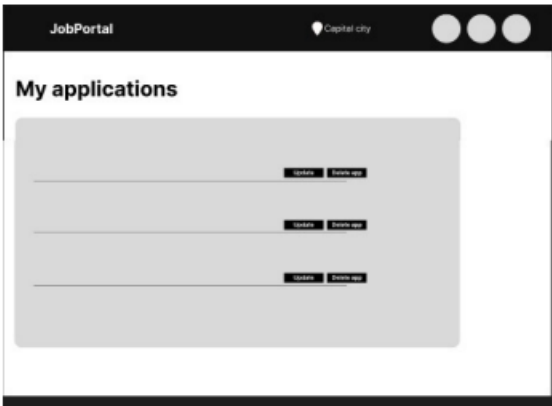 JobPortal
Capital city
My applications
Update Delete app
Update Delete app
Update Delete app